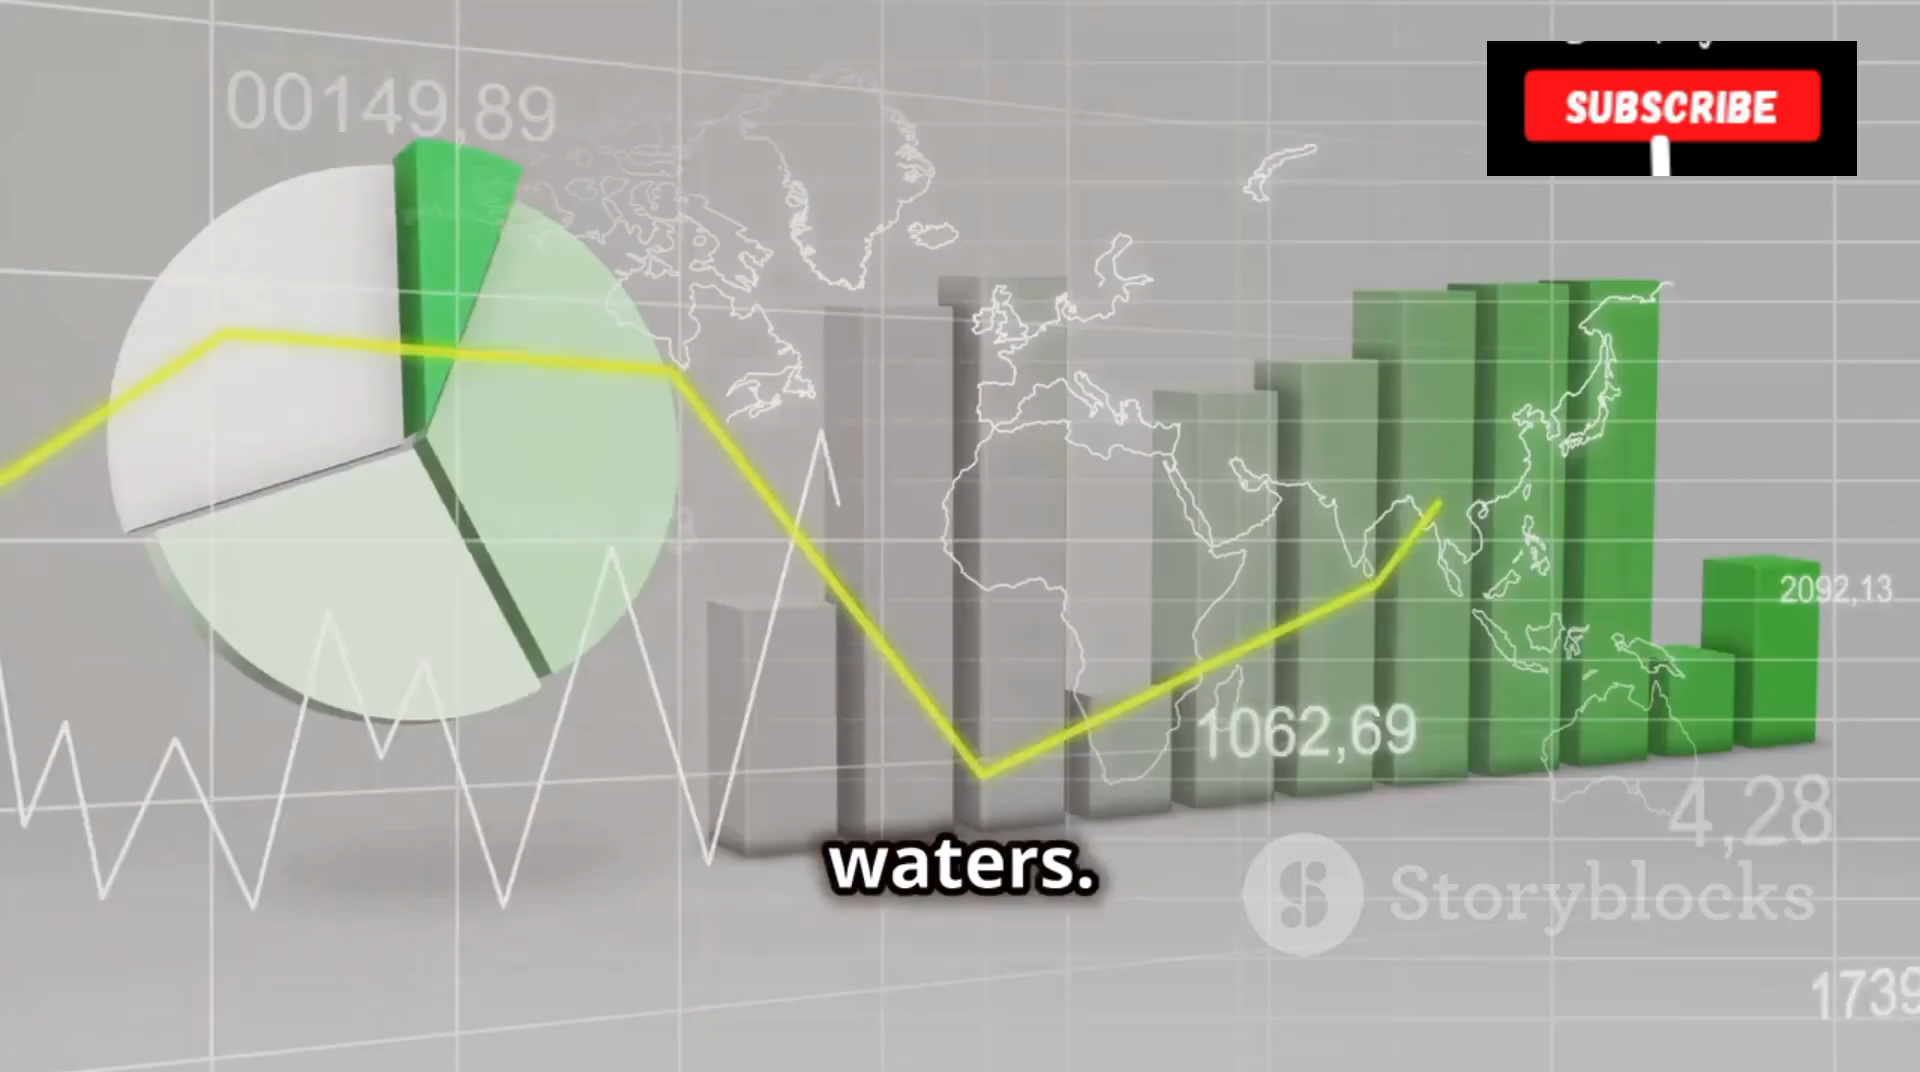 00149,89
SUBSCRIBE
2092,13
1062,69
4,28
waters.
Storyblocks
1739